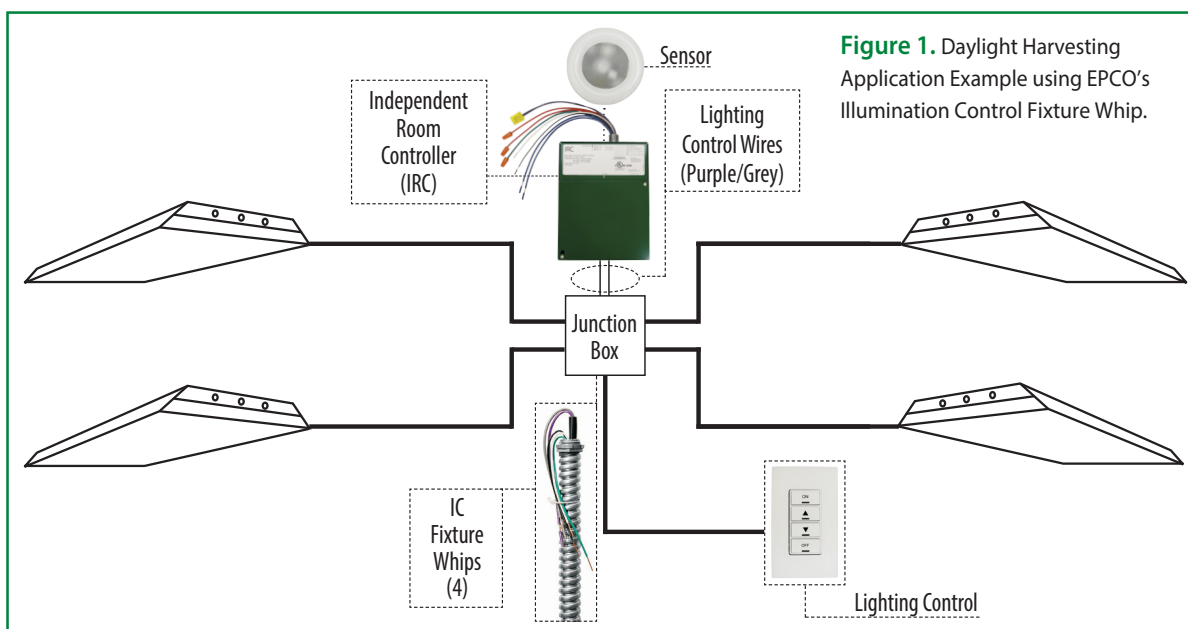 Figure 1. Daylight Harvesting
Application Example using EPCO's
Illumination Control Fixture Whip.
Sensor
Independent
Room
Controller
(IRC)
Lighting
Control Wires
(Purple/Grey)
IRC
Junction
Box
IC
Fixture
Whips
(4)
ON
OFF
Lighting Control